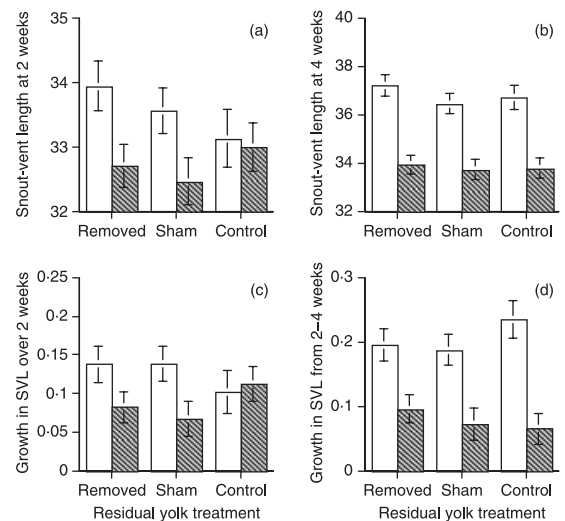 Snout-vent length at 2 weeks
35
34
33
32
(a)
Removed Sham Control
Snout-vent length at 4 weeks
40
38
36
34
32
(b)
Removed Sham Control
Growth in SVL over 2 weeks
0·2
0·15
0·1
0·05
0
(c)
Removed Sham Control
Residual yolk treatment
Growth in SVL from 2–4 weeks
0·3
0·2
0·1
0
(d)
Removed Sham Control
Residual yolk treatment